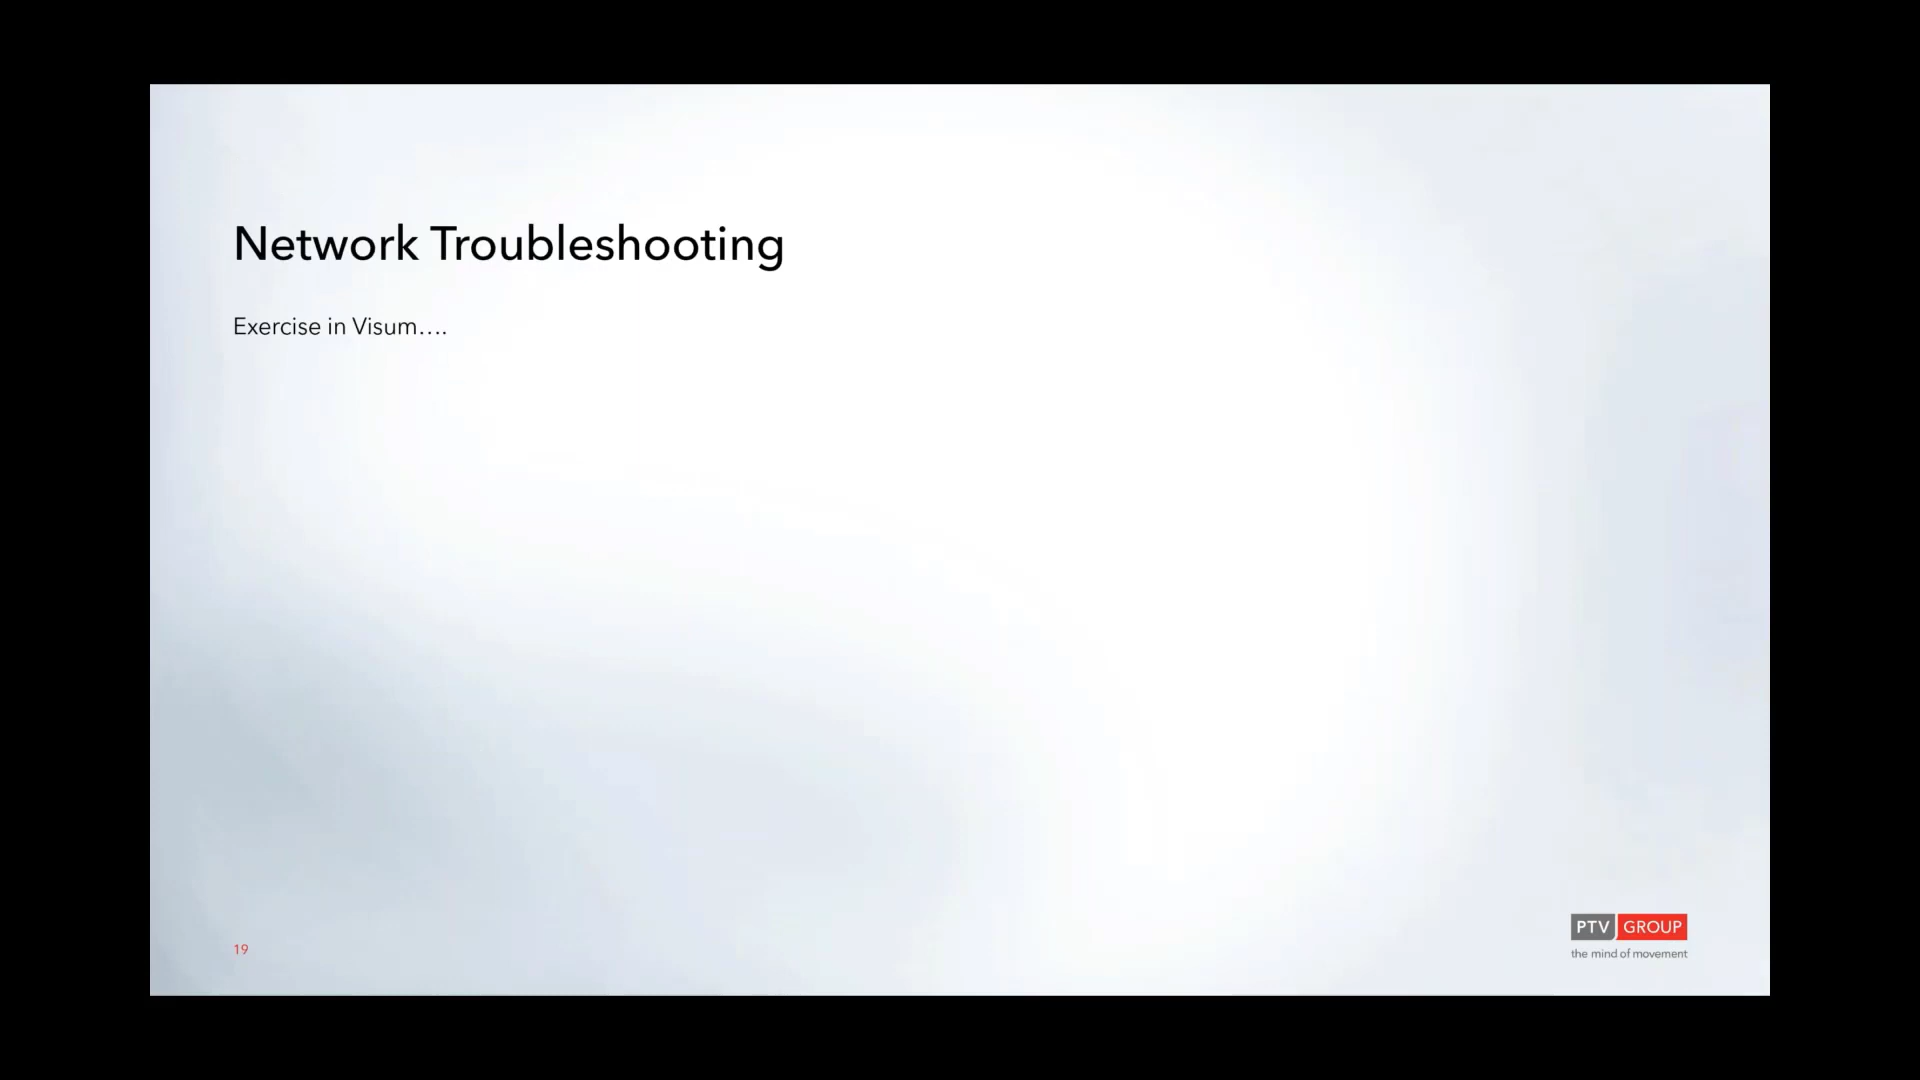 Network Troubleshooting
Exercise in Visum....
19
PTV GROUP
the mind of movement